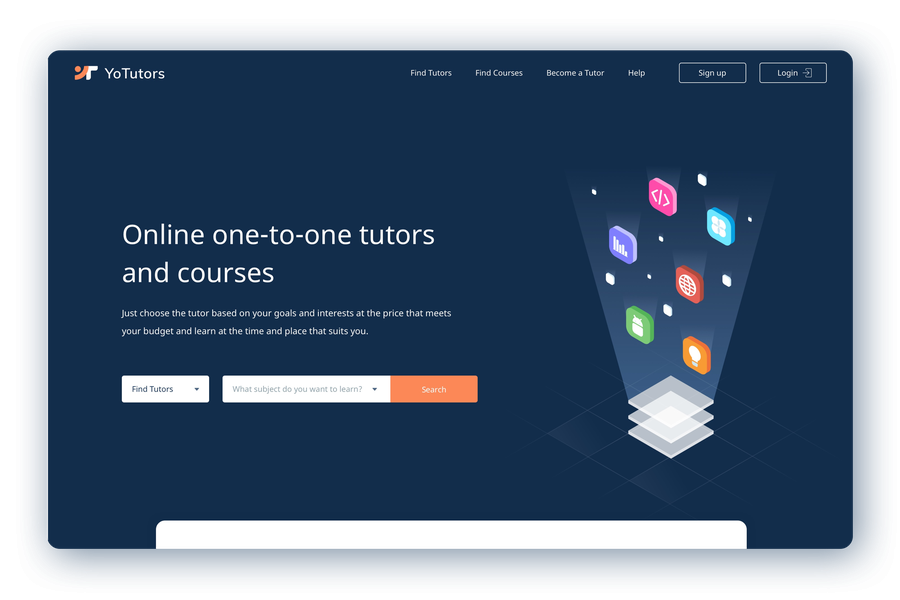 YoTutors
Find Tutors
Find Courses
Become a Tutor
Help
Sign up
Login
Online one-to-one tutors
and courses
Just choose the tutor based on your goals and interests at the price that meets
your budget and learn at the time and place that suits you.
Find Tutors
What subject do you want to learn?
Search